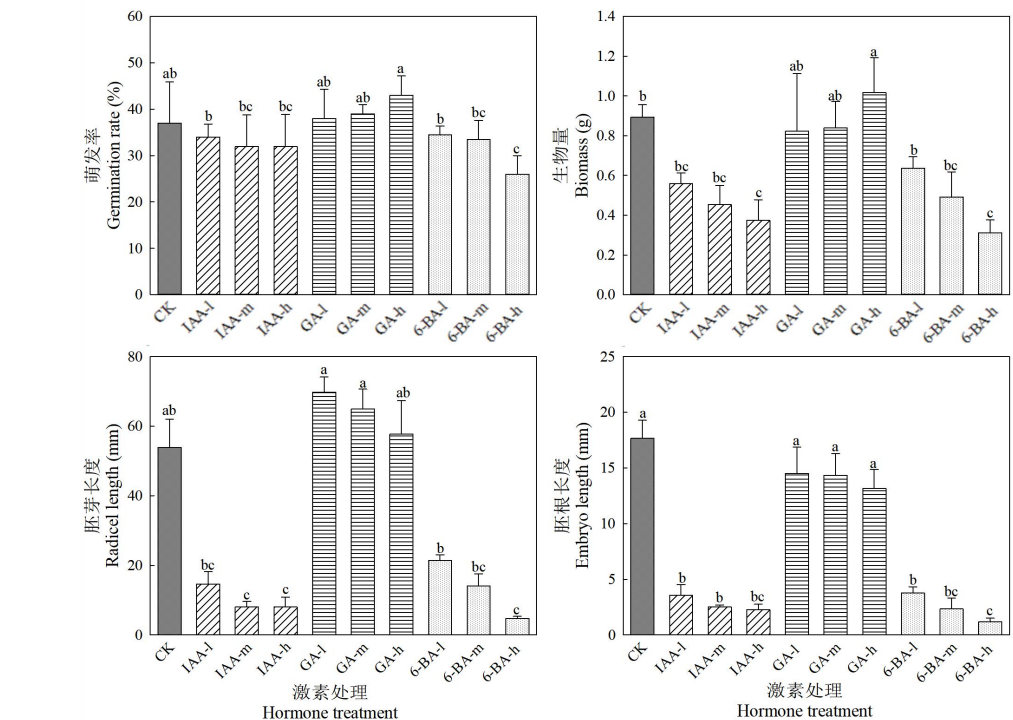 萌发率
Germination rate (%)
60
50
40
30
20
10
0
ab
b
bc
bc
ab
ab
a
b
bc
c
CK
IAA-l
IAA-m
IAA-h
GA-l
GA-m
GA-h
6-BA-l
6-BA-m
6-BA-h
生物量
Biomass (g)
1.4
1.2
1.0
0.8
0.6
0.4
0.2
0.0
b
bc
bc
c
ab
ab
a
b
bc
c
CK
IAA-l
IAA-m
IAA-h
GA-l
GA-m
GA-h
6-BA-l
6-BA-m
6-BA-h
胚芽长度
Radicel length (mm)
80
60
40
20
0
ab
bc
c
c
a
a
ab
b
bc
c
CK
IAA-l
IAA-m
IAA-h
GA-l
GA-m
GA-h
6-BA-l
6-BA-m
6-BA-h
激素处理
Hormone treatment
胚根长度
Embryo length (mm)
25
20
15
10
5
0
a
b
b
bc
a
a
a
b
bc
c
CK
IAA-l
IAA-m
IAA-h
GA-l
GA-m
GA-h
6-BA-l
6-BA-m
6-BA-h
激素处理
Hormone treatment